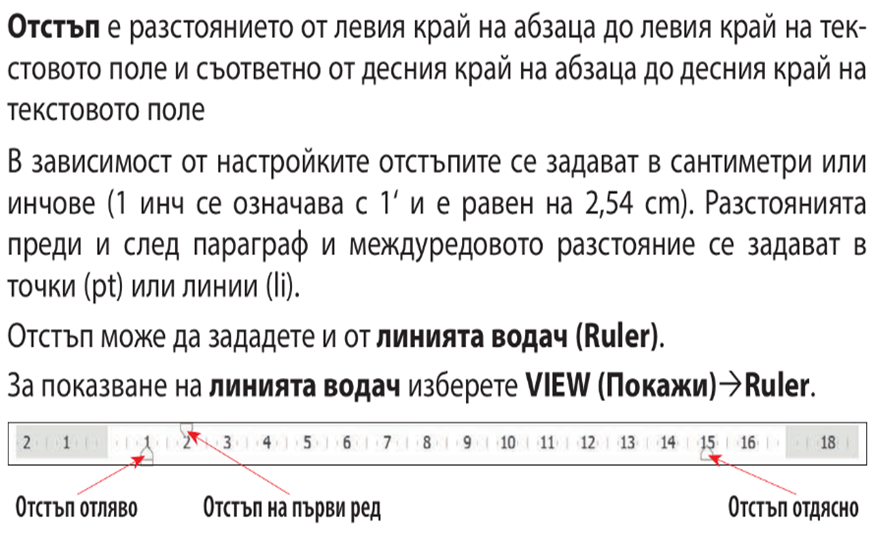 Отстъп е разстоянието от левия край на абзаца до левия край на тек-
стовото поле и съответно от десния край на абзаца до десния край на
текстовото поле
В зависимост от настройките отстъпите се задават в сантиметри или
инчове (1 инч се означава с 1‘ и е равен на 2,54 cm). Разстоянията
преди и след параграф и междуредовото разстояние се задават в
точки (pt) или линии (li).
Отстъп може да зададете и от линията водач (Ruler).
За показване на линията водач изберете VIEW (Покажи)→Ruler.
2 1 1 2 3 4 5 6 7 8 9 10 11 12 13 14 15 16 18
Отстъп отляво Отстъп на първи ред Отстъп отдясно